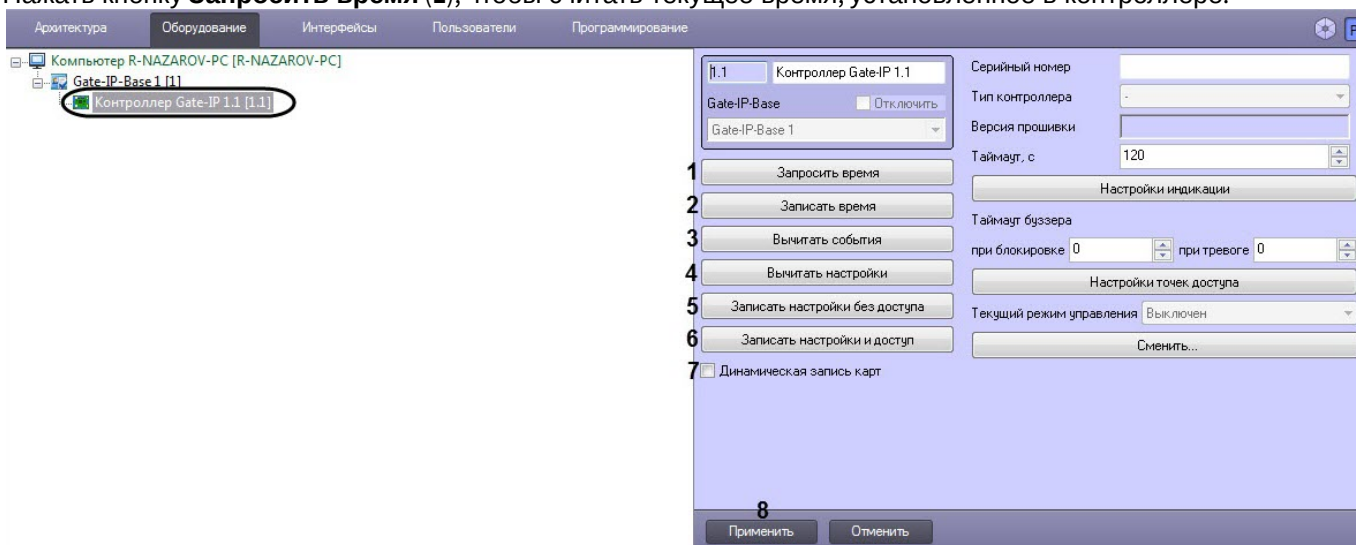 Нажать кнопку Запросить время (1), чтобы считать текущее время, установленное в контроллере.
Архитектура Оборудование Интерфейсы Пользователи Программирование
Компьютер R-NAZAROV-PC [R-NAZAROV-PC]
Gate-IP-Base 1 [1]
Контроллер Gate-IP 1.1 [1.1]
1.1 Контроллер Gate-IP 1.1
Gate-IP-Base Отключить
Gate-IP-Base 1
1 Запросить время
2 Записать время
3 Вычитать события
4 Вычитать настройки
5 Записать настройки без доступа
6 Записать настройки и доступ
7 Динамическая запись карт
Серийный номер
Тип контроллера -
Версия прошивки
Таймаут, с 120
Настройки индикации
Таймаут буззера
при блокировке 0 при тревоге 0
Настройки точек доступа
Текущий режим управления Выключен
Сменить...
8
Применить Отменить